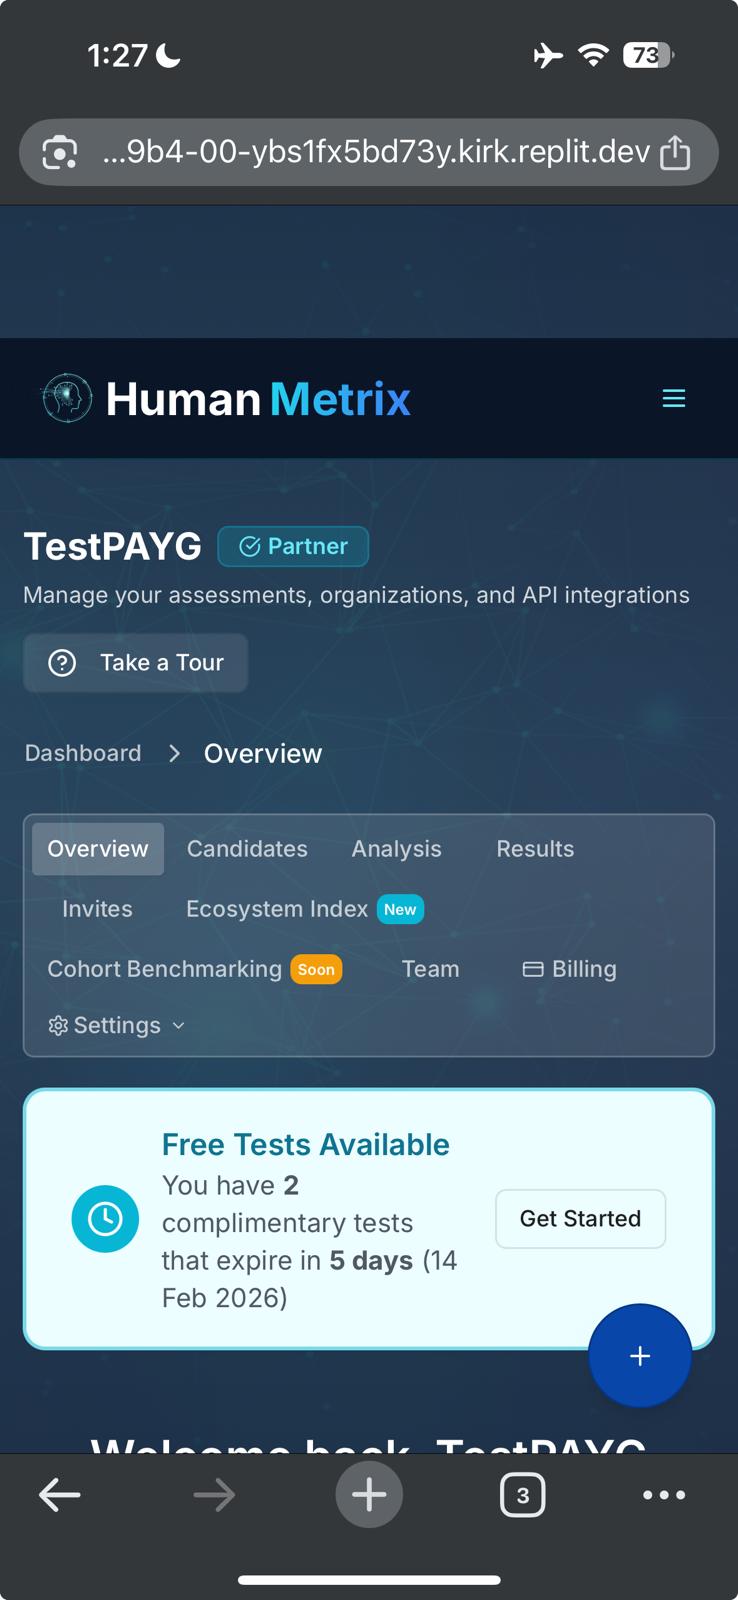 1:27
73
...9b4-00-ybs1fx5bd73y.kirk.replit.dev
Human Metrix
TestPAYG Partner
Manage your assessments, organizations, and API integrations
Take a Tour
Dashboard > Overview
Overview Candidates Analysis Results
Invites Ecosystem Index New
Cohort Benchmarking Soon Team Billing
Settings
Free Tests Available
You have 2
complimentary tests
that expire in 5 days (14
Feb 2026)
Get Started
+
Welcome back, TestPAYG
3